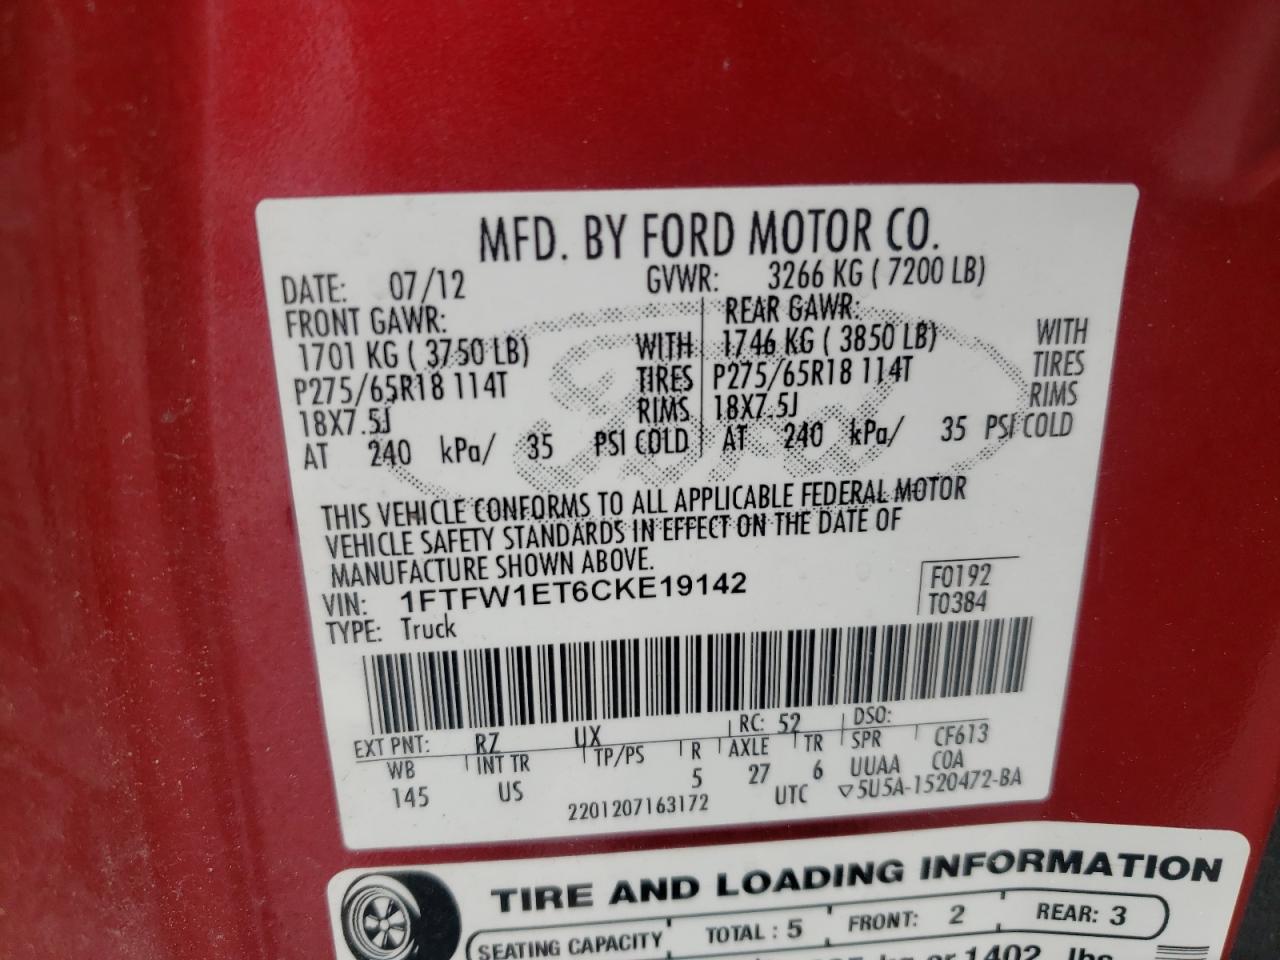 MFD. BY FORD MOTOR CO.
DATE: 07/12 GVWR: 3266 KG ( 7200 LB)
FRONT GAWR: REAR GAWR:
1701 KG ( 3750 LB) WITH 1746 KG ( 3850 LB) WITH
P275/65R18 114T TIRES P275/65R18 114T TIRES
18X7.5J RIMS 18X7.5J RIMS
AT 240 kPa/ 35 PSI COLD AT 240 kPa/ 35 PSI COLD
Ford
THIS VEHICLE CONFORMS TO ALL APPLICABLE FEDERAL MOTOR
VEHICLE SAFETY STANDARDS IN EFFECT ON THE DATE OF
MANUFACTURE SHOWN ABOVE.
VIN: 1FTFW1ET6CKE19142 F0192
TYPE: Truck T0384
EXT PNT: RZ UX RC: 52 DSO:
WB INT TR TP/PS R AXLE TR SPR CF613
145 US 5 27 6 UUAA COA
2201207163172 UTC ▽5U5A-1520472-BA
TIRE AND LOADING INFORMATION
SEATING CAPACITY TOTAL : 5 FRONT: 2 REAR: 3
kg or 1402 lbs